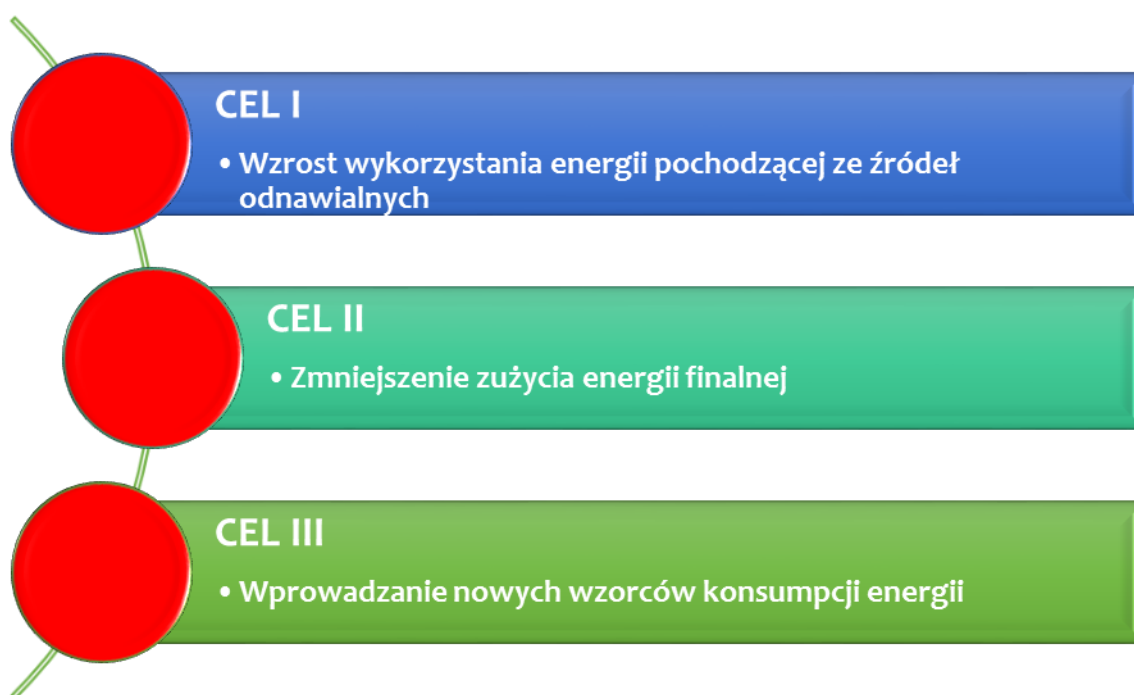 CEL I
• Wzrost wykorzystania energii pochodzącej ze źródeł
odnawialnych
CEL II
• Zmniejszenie zużycia energii finalnej
CEL III
• Wprowadzanie nowych wzorców konsumpcji energii